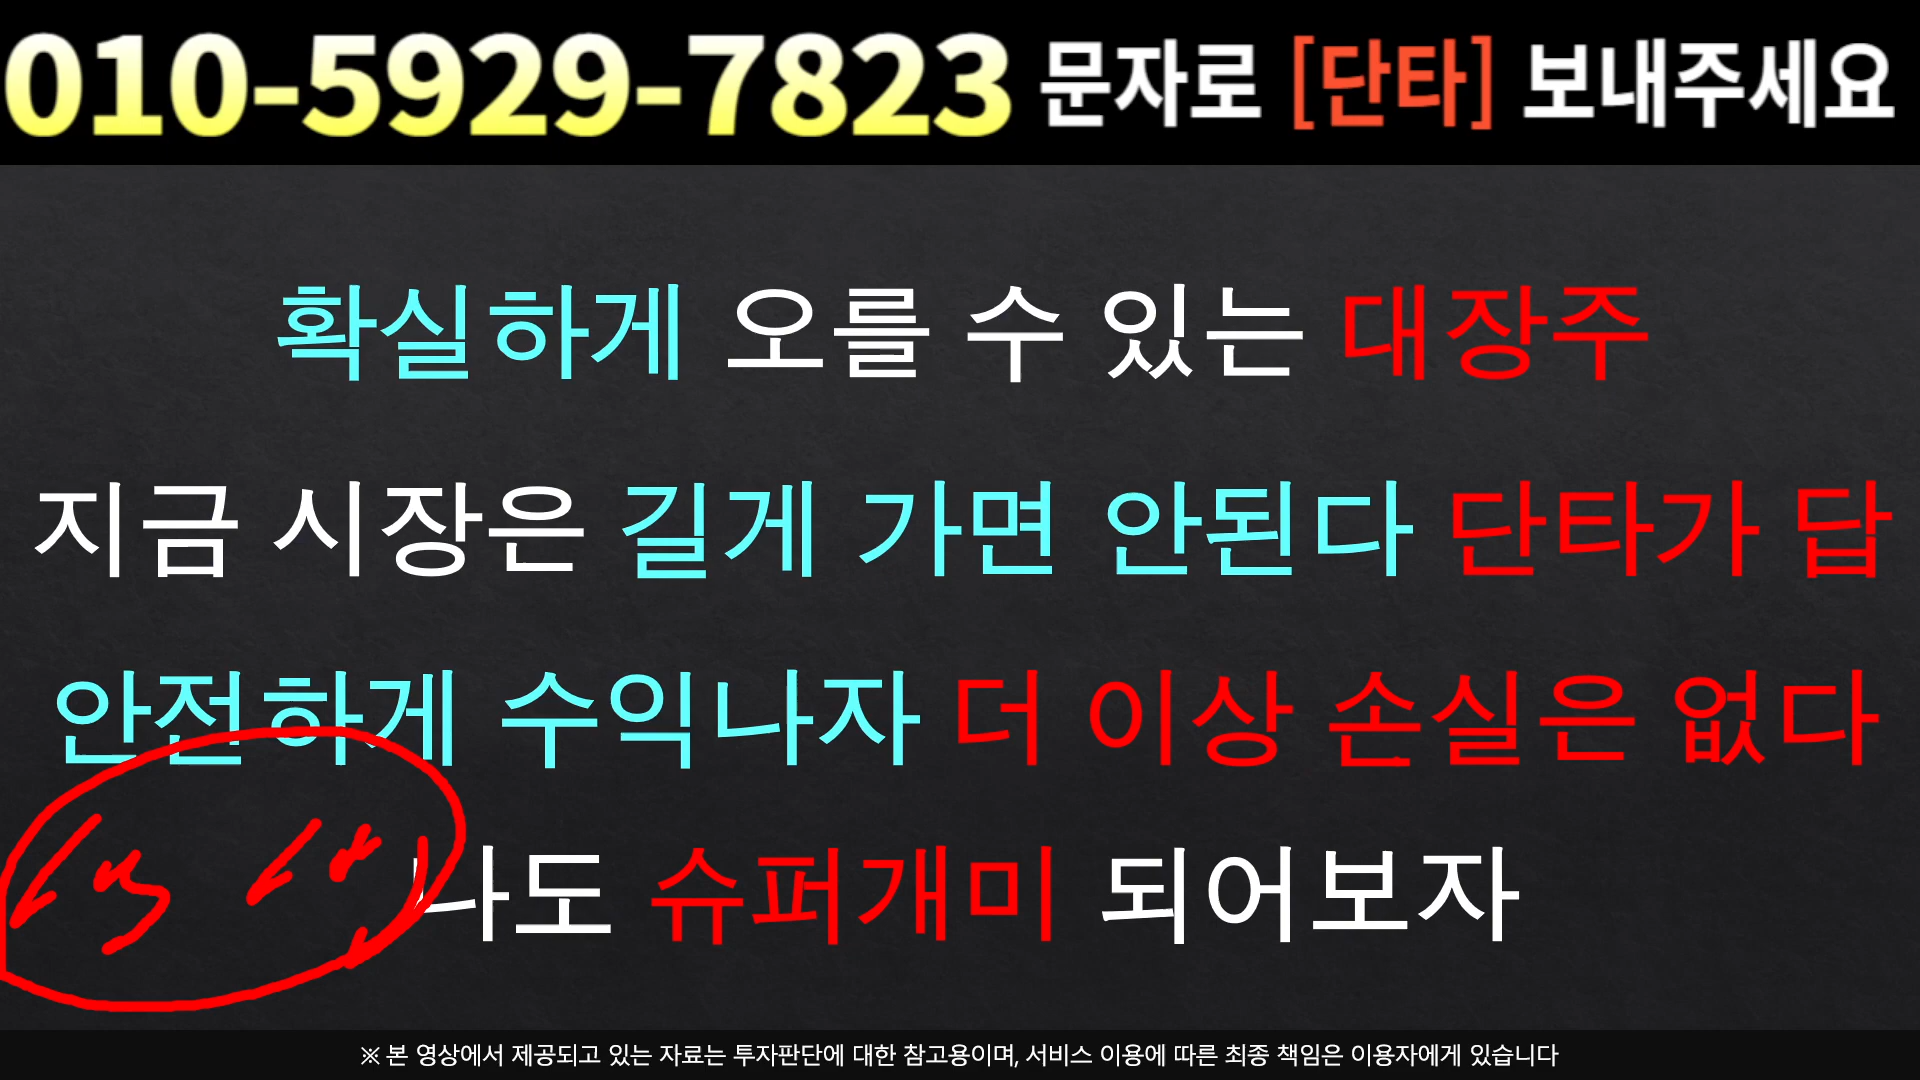 010-5929-7823 문자로 [단타] 보내주세요
확실하게 오를 수 있는 대장주
지금 시장은 길게 가면 안된다 단타가 답
안전하게 수익나자 더 이상 손실은 없다
나도 슈퍼개미 되어보자
※ 본 영상에서 제공되고 있는 자료는 투자판단에 대한 참고용이며, 서비스 이용에 따른 최종 책임은 이용자에게 있습니다